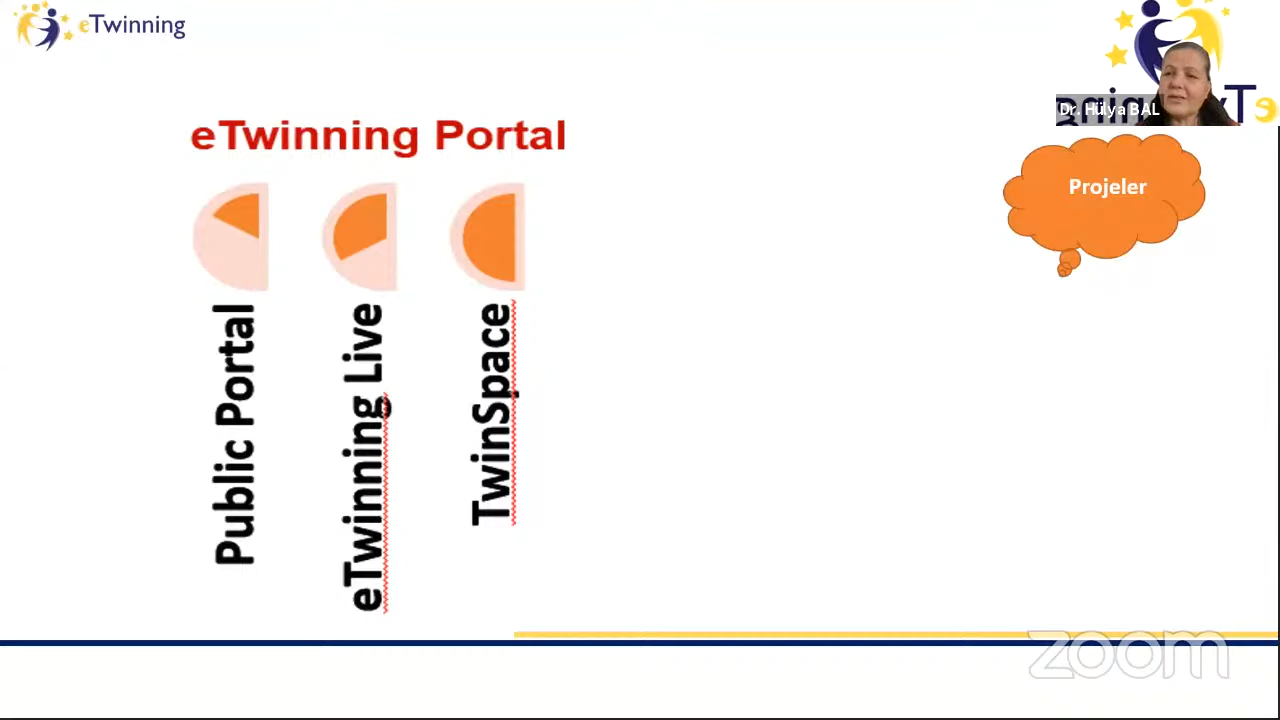 eTwinning
Dr. Hülya BAL
eTwinning Portal
Projeler
Public Portal
eTwinning Live
TwinSpace
zoom